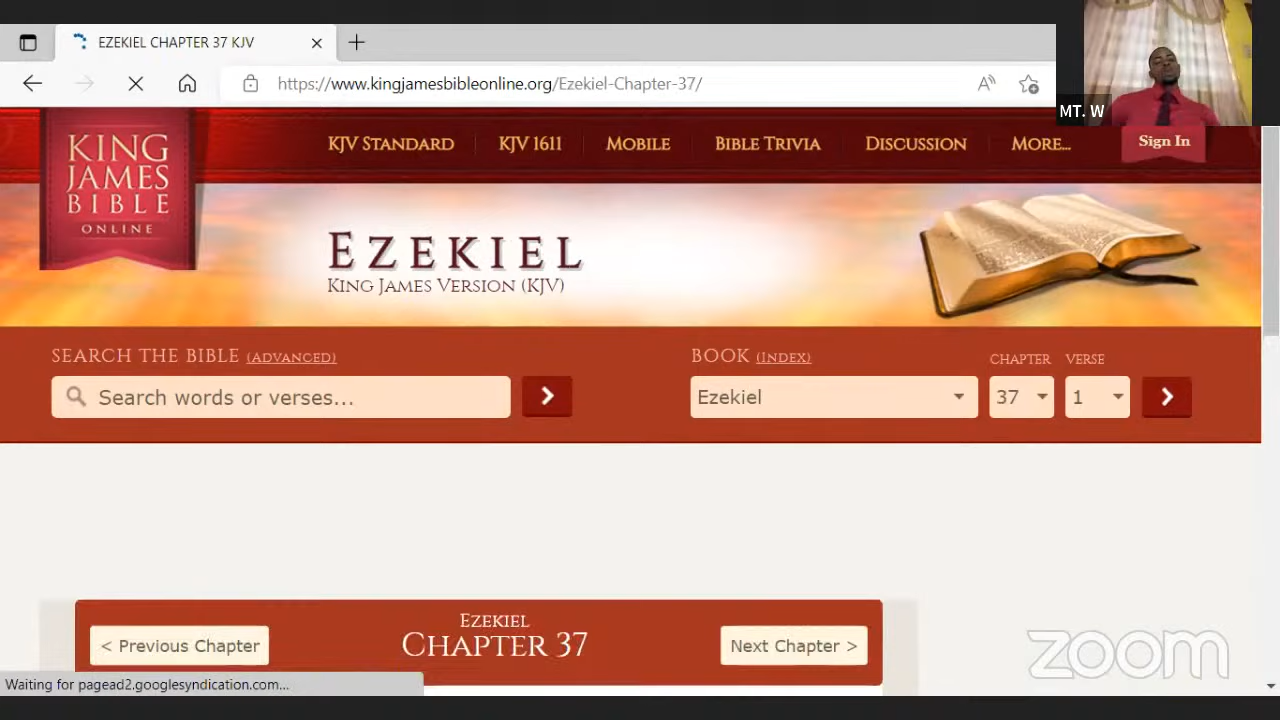 EZEKIEL CHAPTER 37 KJV
https://www.kingjamesbibleonline.org/Ezekiel-Chapter-37/
MT. W
KING
JAMES
BIBLE
ONLINE
KJV STANDARD
KJV 1611
MOBILE
BIBLE TRIVIA
DISCUSSION
MORE...
Sign In
EZEKIEL
KING JAMES VERSION (KJV)
SEARCH THE BIBLE (ADVANCED)
BOOK (INDEX)
CHAPTER
VERSE
Search words or verses...
Ezekiel
37
1
EZEKIEL
< Previous Chapter
CHAPTER 37
Next Chapter >
Waiting for pagead2.googlesyndication.com...
zoom